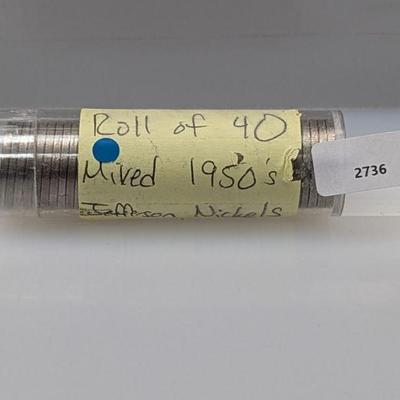 Roll of 40
Mixed 1950's
Jefferson Nickels
2736